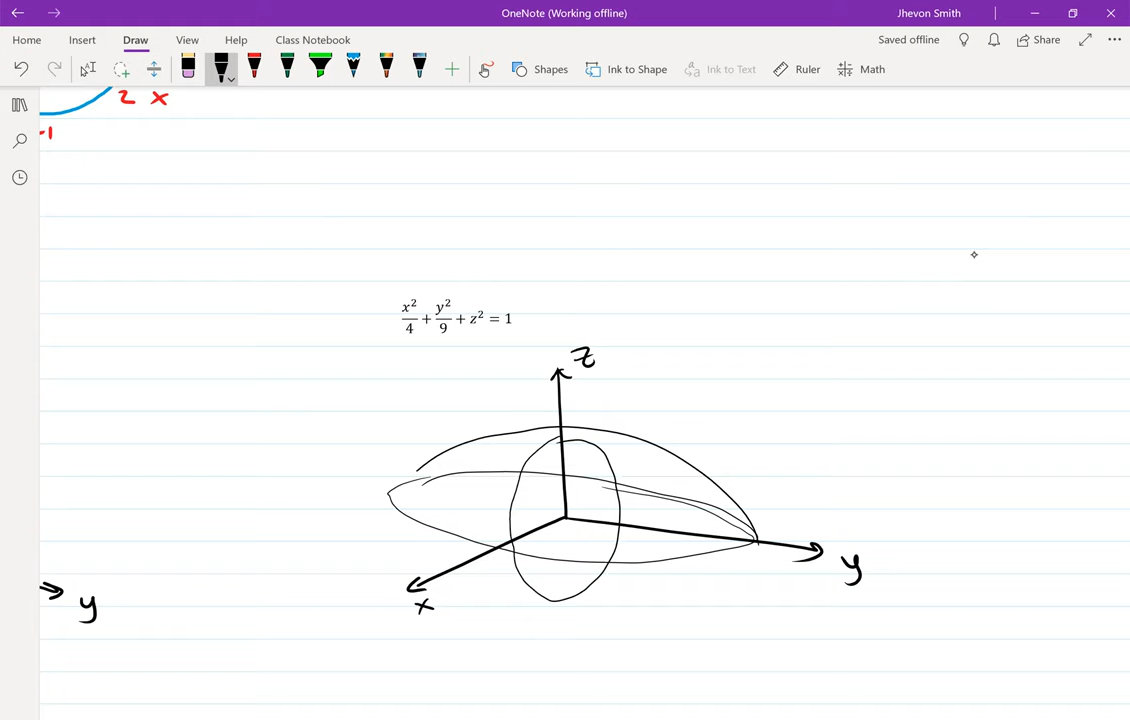 OneNote (Working offline)
Jhevon Smith
Home Insert Draw View Help Class Notebook
Saved offline Share
Shapes Ink to Shape Ink to Text Ruler Math
2 x
-1
x²/4 + y²/9 + z² = 1
z
y
x
y